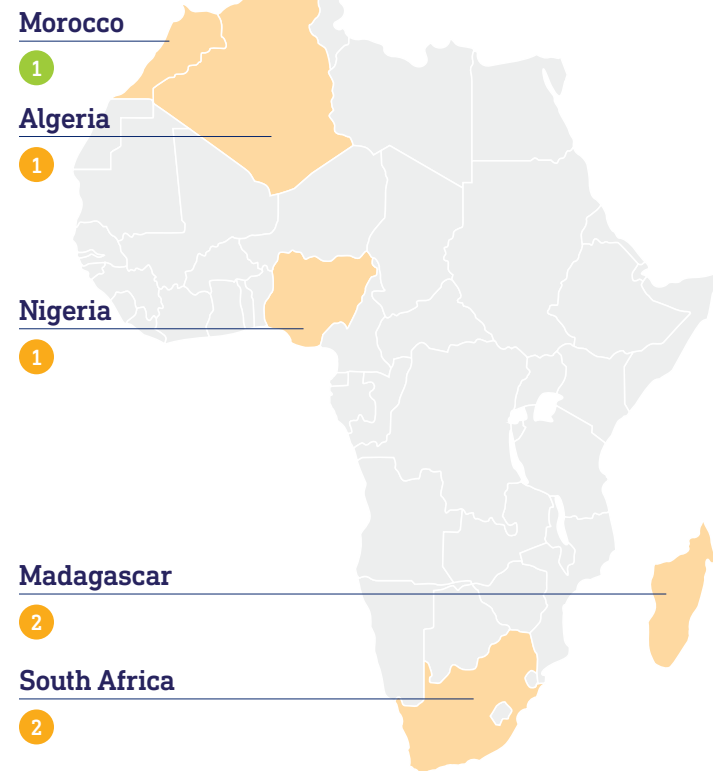 Morocco
1
Algeria
1
Nigeria
1
Madagascar
2
South Africa
2